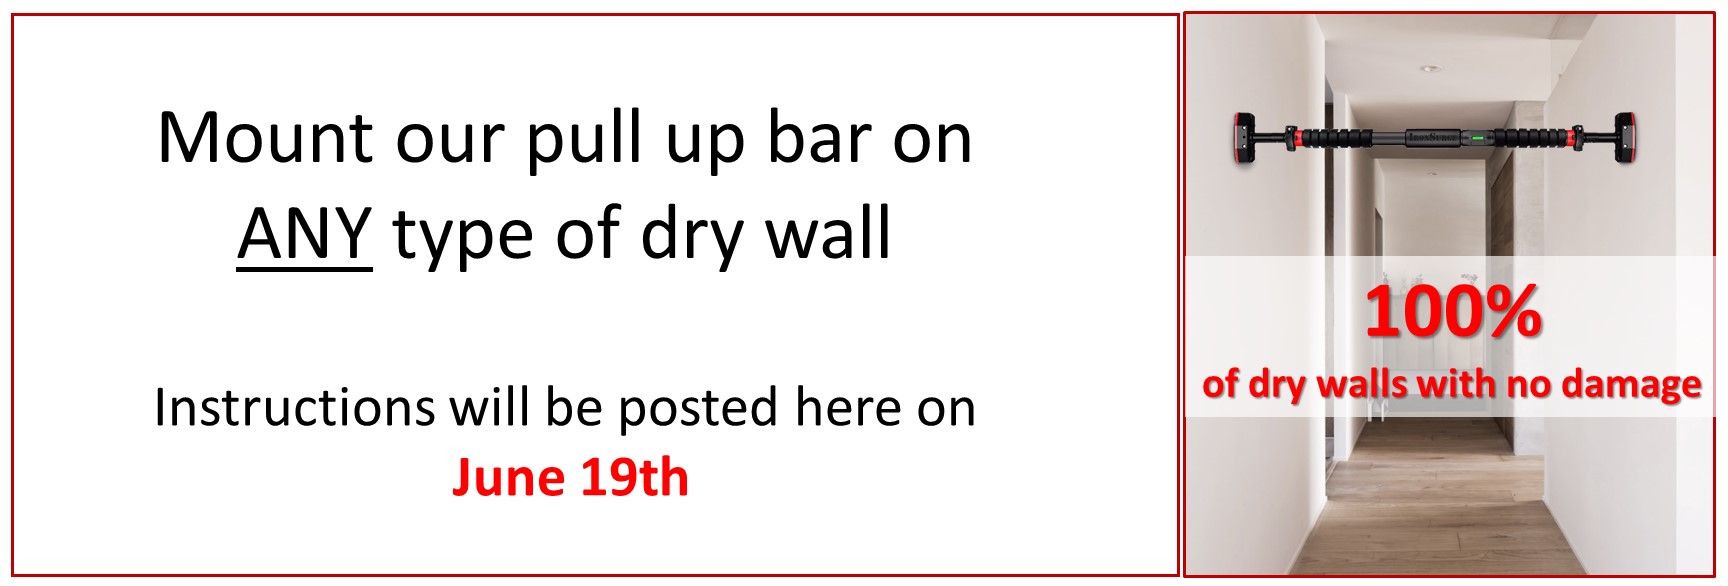 Mount our pull up bar on
ANY type of dry wall
Instructions will be posted here on
June 19th
IRONSURGE
100%
of dry walls with no damage